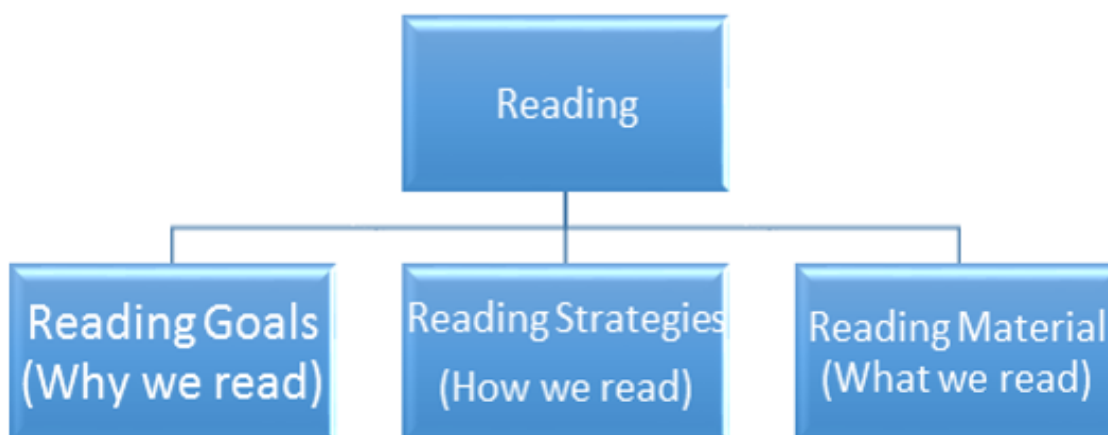 Reading
Reading Goals
(Why we read)
Reading Strategies
(How we read)
Reading Material
(What we read)